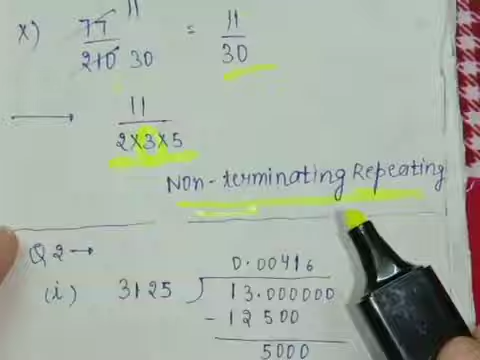 x) 77 11 = 11
210 30 30
→ 11
2×3×5
Non-terminating Repeating
Q2→ 0.00416
(i) 3125 ) 13.000000
- 12500
5000